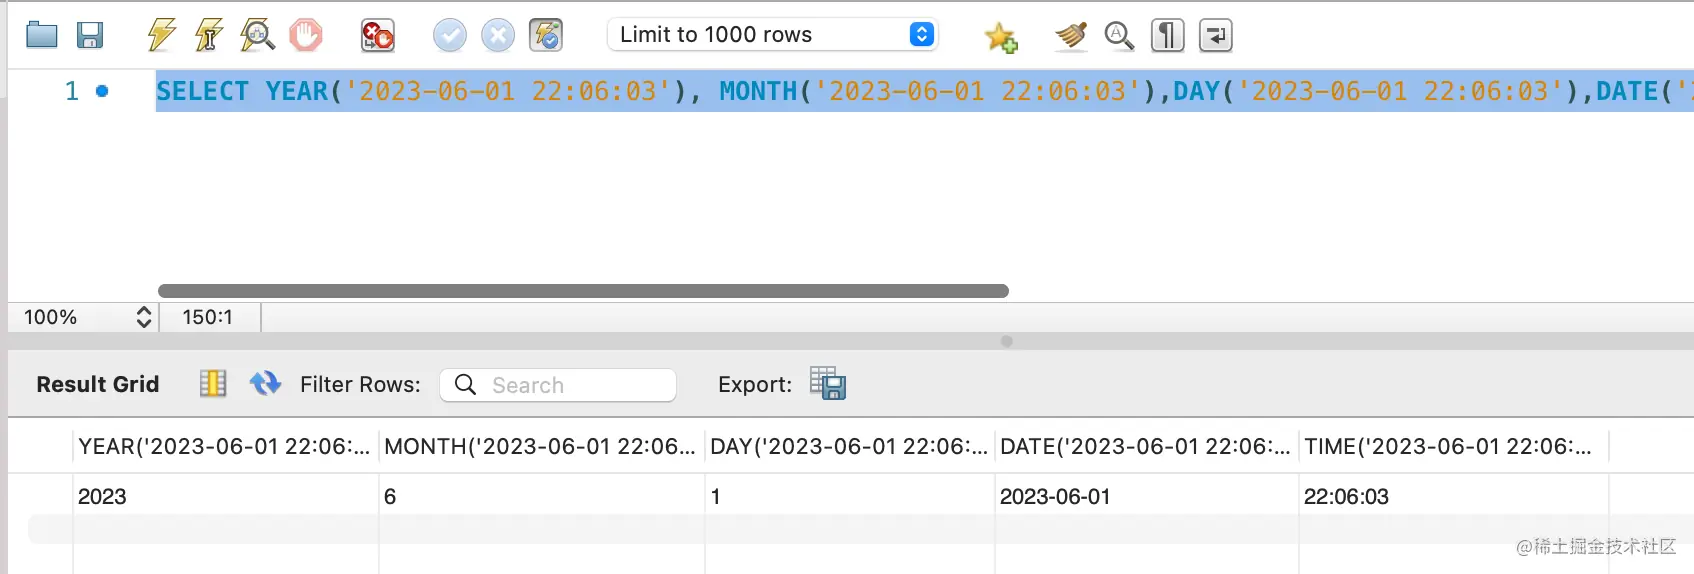 Limit to 1000 rows
1 SELECT YEAR('2023-06-01 22:06:03'), MONTH('2023-06-01 22:06:03'),DAY('2023-06-01 22:06:03'),DATE('
100% 150:1
Result Grid Filter Rows: Search Export:
YEAR('2023-06-01 22:06:... MONTH('2023-06-01 22:06... DAY('2023-06-01 22:06:... DATE('2023-06-01 22:06:... TIME('2023-06-01 22:06:...
2023 6 1 2023-06-01 22:06:03
@稀土掘金技术社区